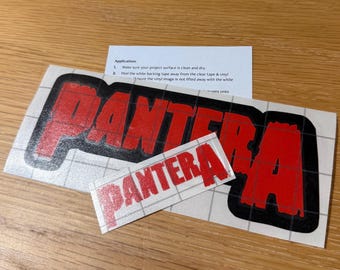 Application:
1. Make sure your project surface is clean and dry.
2. Peel the white backing tape away from the clear tape & vinyl
the vinyl image is not lifted away with the white
PANTERA
PANTERA